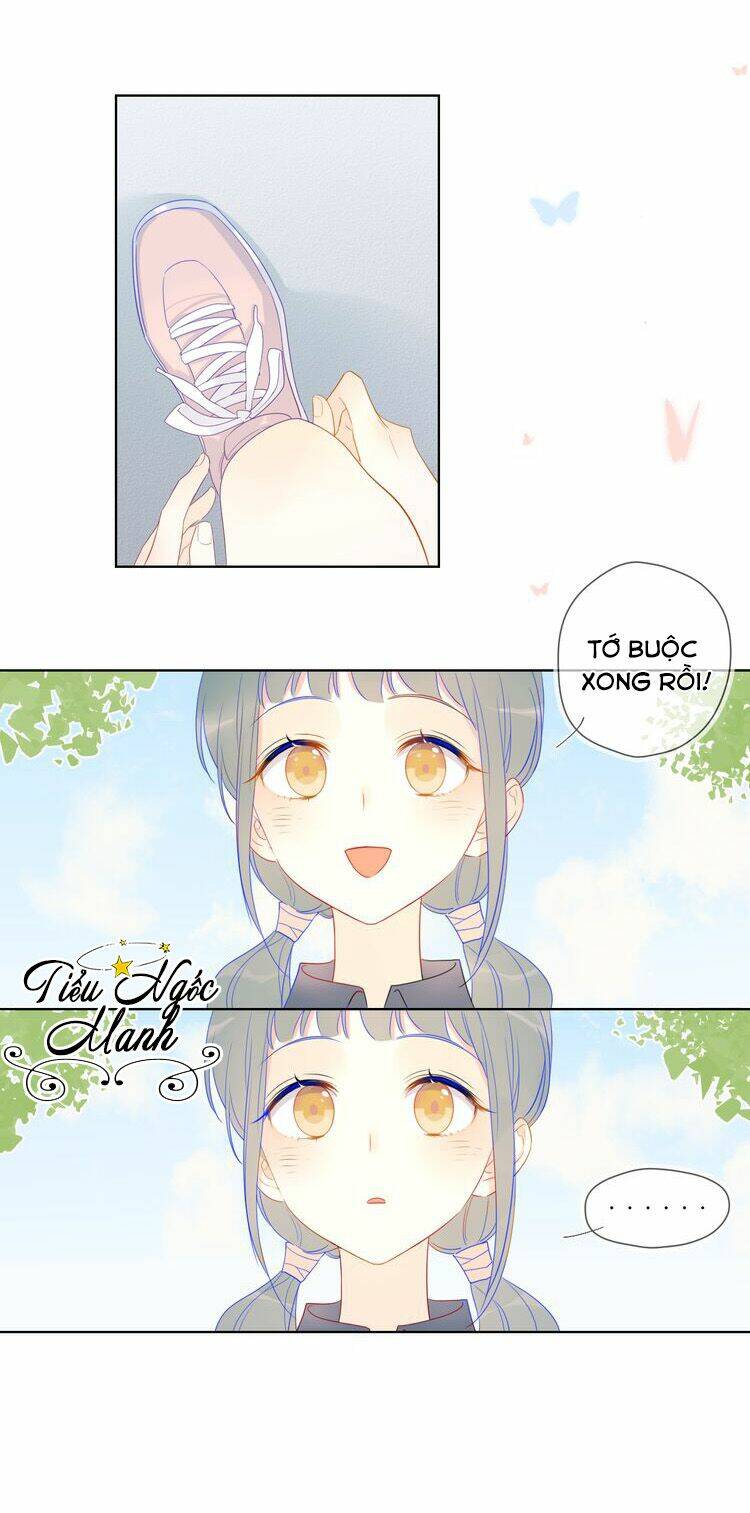 TỚ BUỘC
XONG RỒI!
Tiểu Ngốc
Manh
......